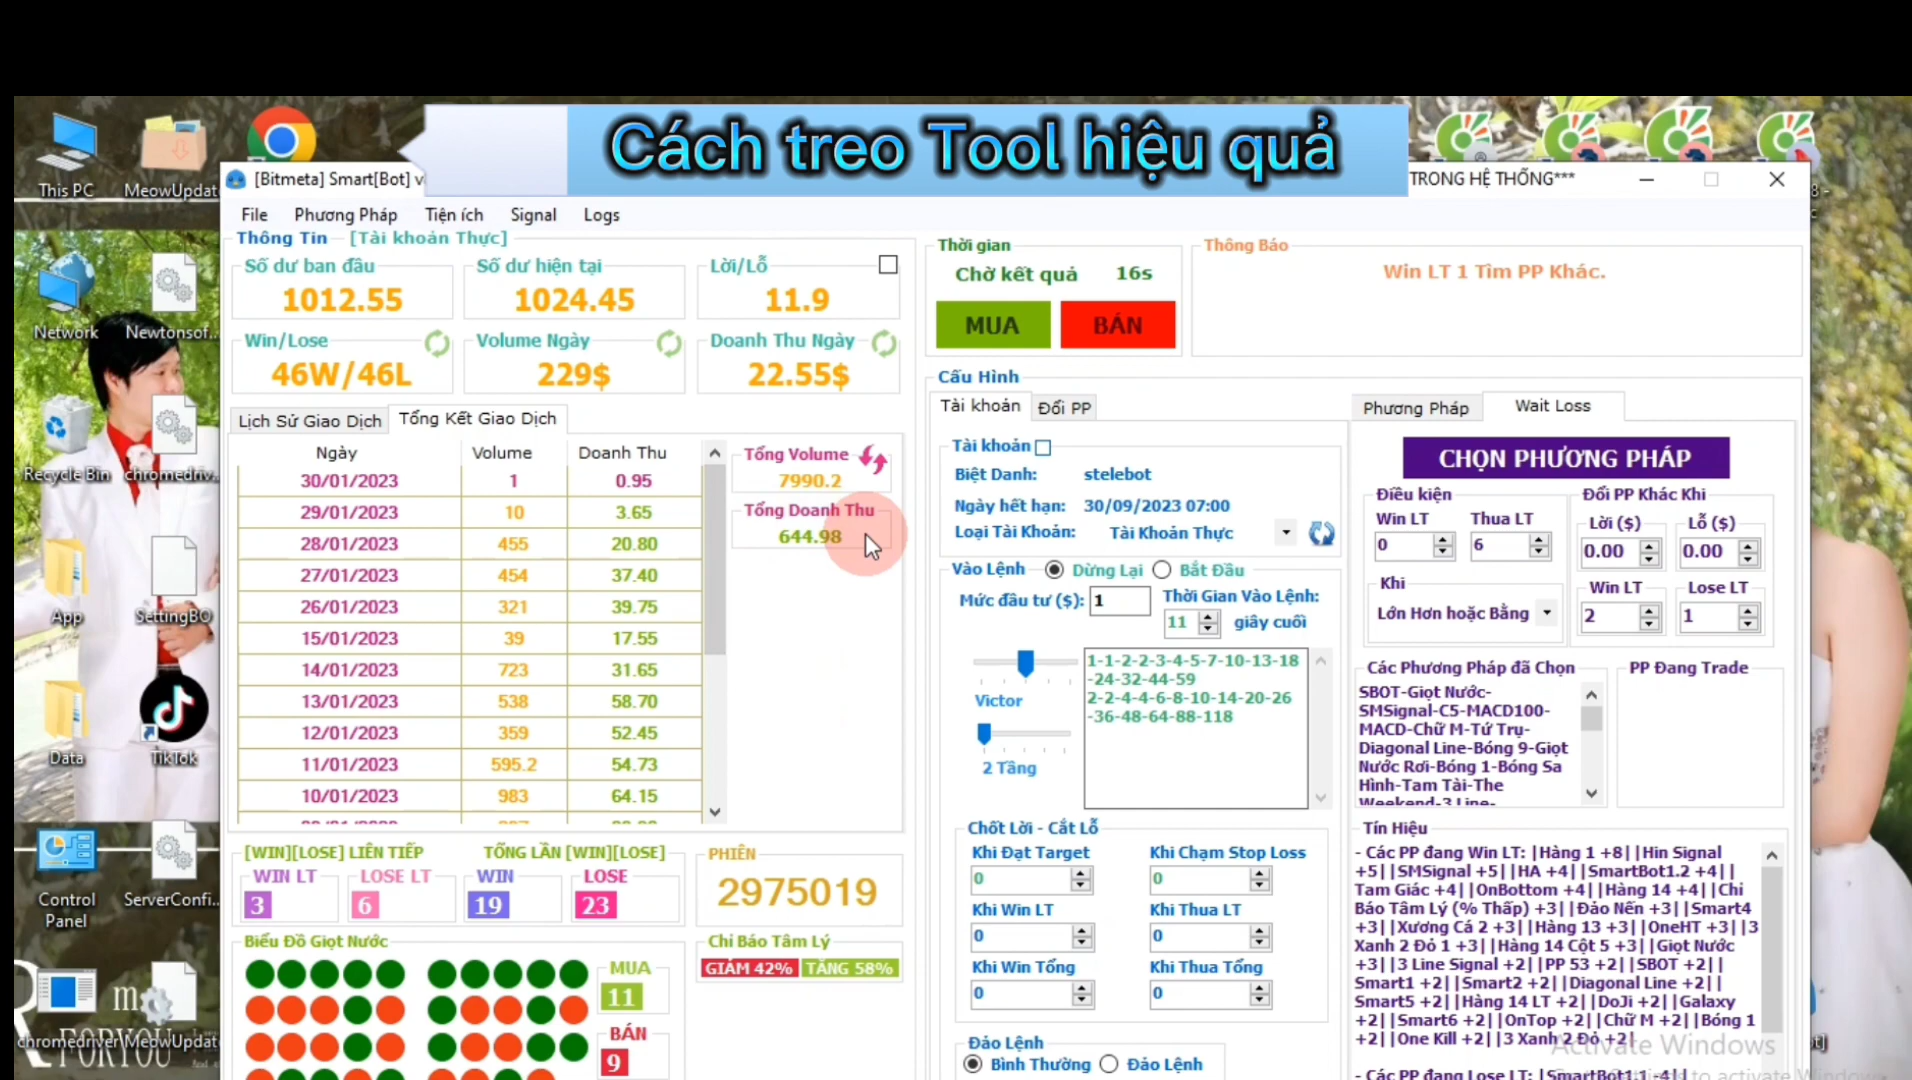 Cách treo Tool hiệu quả
This PC
MeowUpdat
[Bitmeta] Smart[Bot] v
TRONG HỆ THỐNG***
File Phương Pháp Tiện ích Signal Logs
Thông Tin [Tài khoản Thực]
Số dư ban đầu
1012.55
Số dư hiện tại
1024.45
Lời/Lỗ
11.9
Win/Lose
46W/46L
Volume Ngày
229$
Doanh Thu Ngày
22.55$
Thời gian
Chờ kết quả 16s
MUA BÁN
Thông Báo
Win LT 1 Tìm PP Khác.
Network
Newtonsof...
Recycle Bin
chromedriv...
App
SettingBO
Data
TikTok
Control Panel
ServerConfi...
chromedriver
MeowUpdat
FORYOU
Lịch Sử Giao Dịch Tổng Kết Giao Dịch
Ngày Volume Doanh Thu
30/01/2023 1 0.95
29/01/2023 10 3.65
28/01/2023 455 20.80
27/01/2023 454 37.40
26/01/2023 321 39.75
15/01/2023 39 17.55
14/01/2023 723 31.65
13/01/2023 538 58.70
12/01/2023 359 52.45
11/01/2023 595.2 54.73
10/01/2023 983 64.15
Tổng Volume
7990.2
Tổng Doanh Thu
644.98
[WIN][LOSE] LIÊN TIẾP
WIN LT
3
LOSE LT
6
TỔNG LẦN [WIN][LOSE]
WIN
19
LOSE
23
PHIÊN
2975019
Biểu Đồ Giọt Nước
MUA
11
BÁN
9
Chỉ Báo Tâm Lý
GIẢM 42% TĂNG 58%
Cấu Hình
Tài khoản Đổi PP
Tài khoản
Biệt Danh: stelebot
Ngày hết hạn: 30/09/2023 07:00
Loại Tài Khoản: Tài Khoản Thực
Vào Lệnh Dừng Lại Bắt Đầu
Mức đầu tư ($): 1
Thời Gian Vào Lệnh:
11 giây cuối
Victor
2 Tầng
1-1-2-2-3-4-5-7-10-13-18
-24-32-44-59
2-2-4-4-6-8-10-14-20-26
-36-48-64-88-118
Chốt Lời - Cắt Lỗ
Khi Đạt Target Khi Chạm Stop Loss
0 0
Khi Win LT Khi Thua LT
0 0
Khi Win Tổng Khi Thua Tổng
0 0
Đảo Lệnh
Bình Thường Đảo Lệnh
Phương Pháp Wait Loss
CHỌN PHƯƠNG PHÁP
Điều kiện
Win LT Thua LT
0 6
Khi
Lớn Hơn hoặc Bằng
Đổi PP Khác Khi
Lời ($) Lỗ ($)
0.00 0.00
Win LT Lose LT
2 1
Các Phương Pháp đã Chọn
SBOT-Giọt Nước-
SMSignal-C5-MACD100-
MACD-Chữ M-Tứ Trụ-
Diagonal Line-Bóng 9-Giọt
Nước Rơi-Bóng 1-Bóng Sa
Hình-Tam Tài-The
Weekend-3 Line-
PP Đang Trade
Tín Hiệu
- Các PP đang Win LT: |Hàng 1 +8||Hin Signal
+5||SMSignal +5||HA +4||SmartBot1.2 +4||
Tam Giác +4||OnBottom +4||Hàng 14 +4||Chỉ
Báo Tâm Lý (% Thấp) +3||Đảo Nến +3||Smart4
+3||Xương Cá 2 +3||Hàng 13 +3||OneHT +3||3
Xanh 2 Đỏ 1 +3||Hàng 14 Cột 5 +3||Giọt Nước
+3||3 Line Signal +2||PP 53 +2||SBOT +2||
Smart1 +2||Smart2 +2||Diagonal Line +2||
Smart5 +2||Hàng 14 LT +2||DoJi +2||Galaxy
+2||Smart6 +2||OnTop +2||Chữ M +2||Bóng 1
+2||One Kill +2||3 Xanh 2 Đỏ +2|
- Các PP đang Lose LT: |SmartBot1.1 -4||
Activate Windows